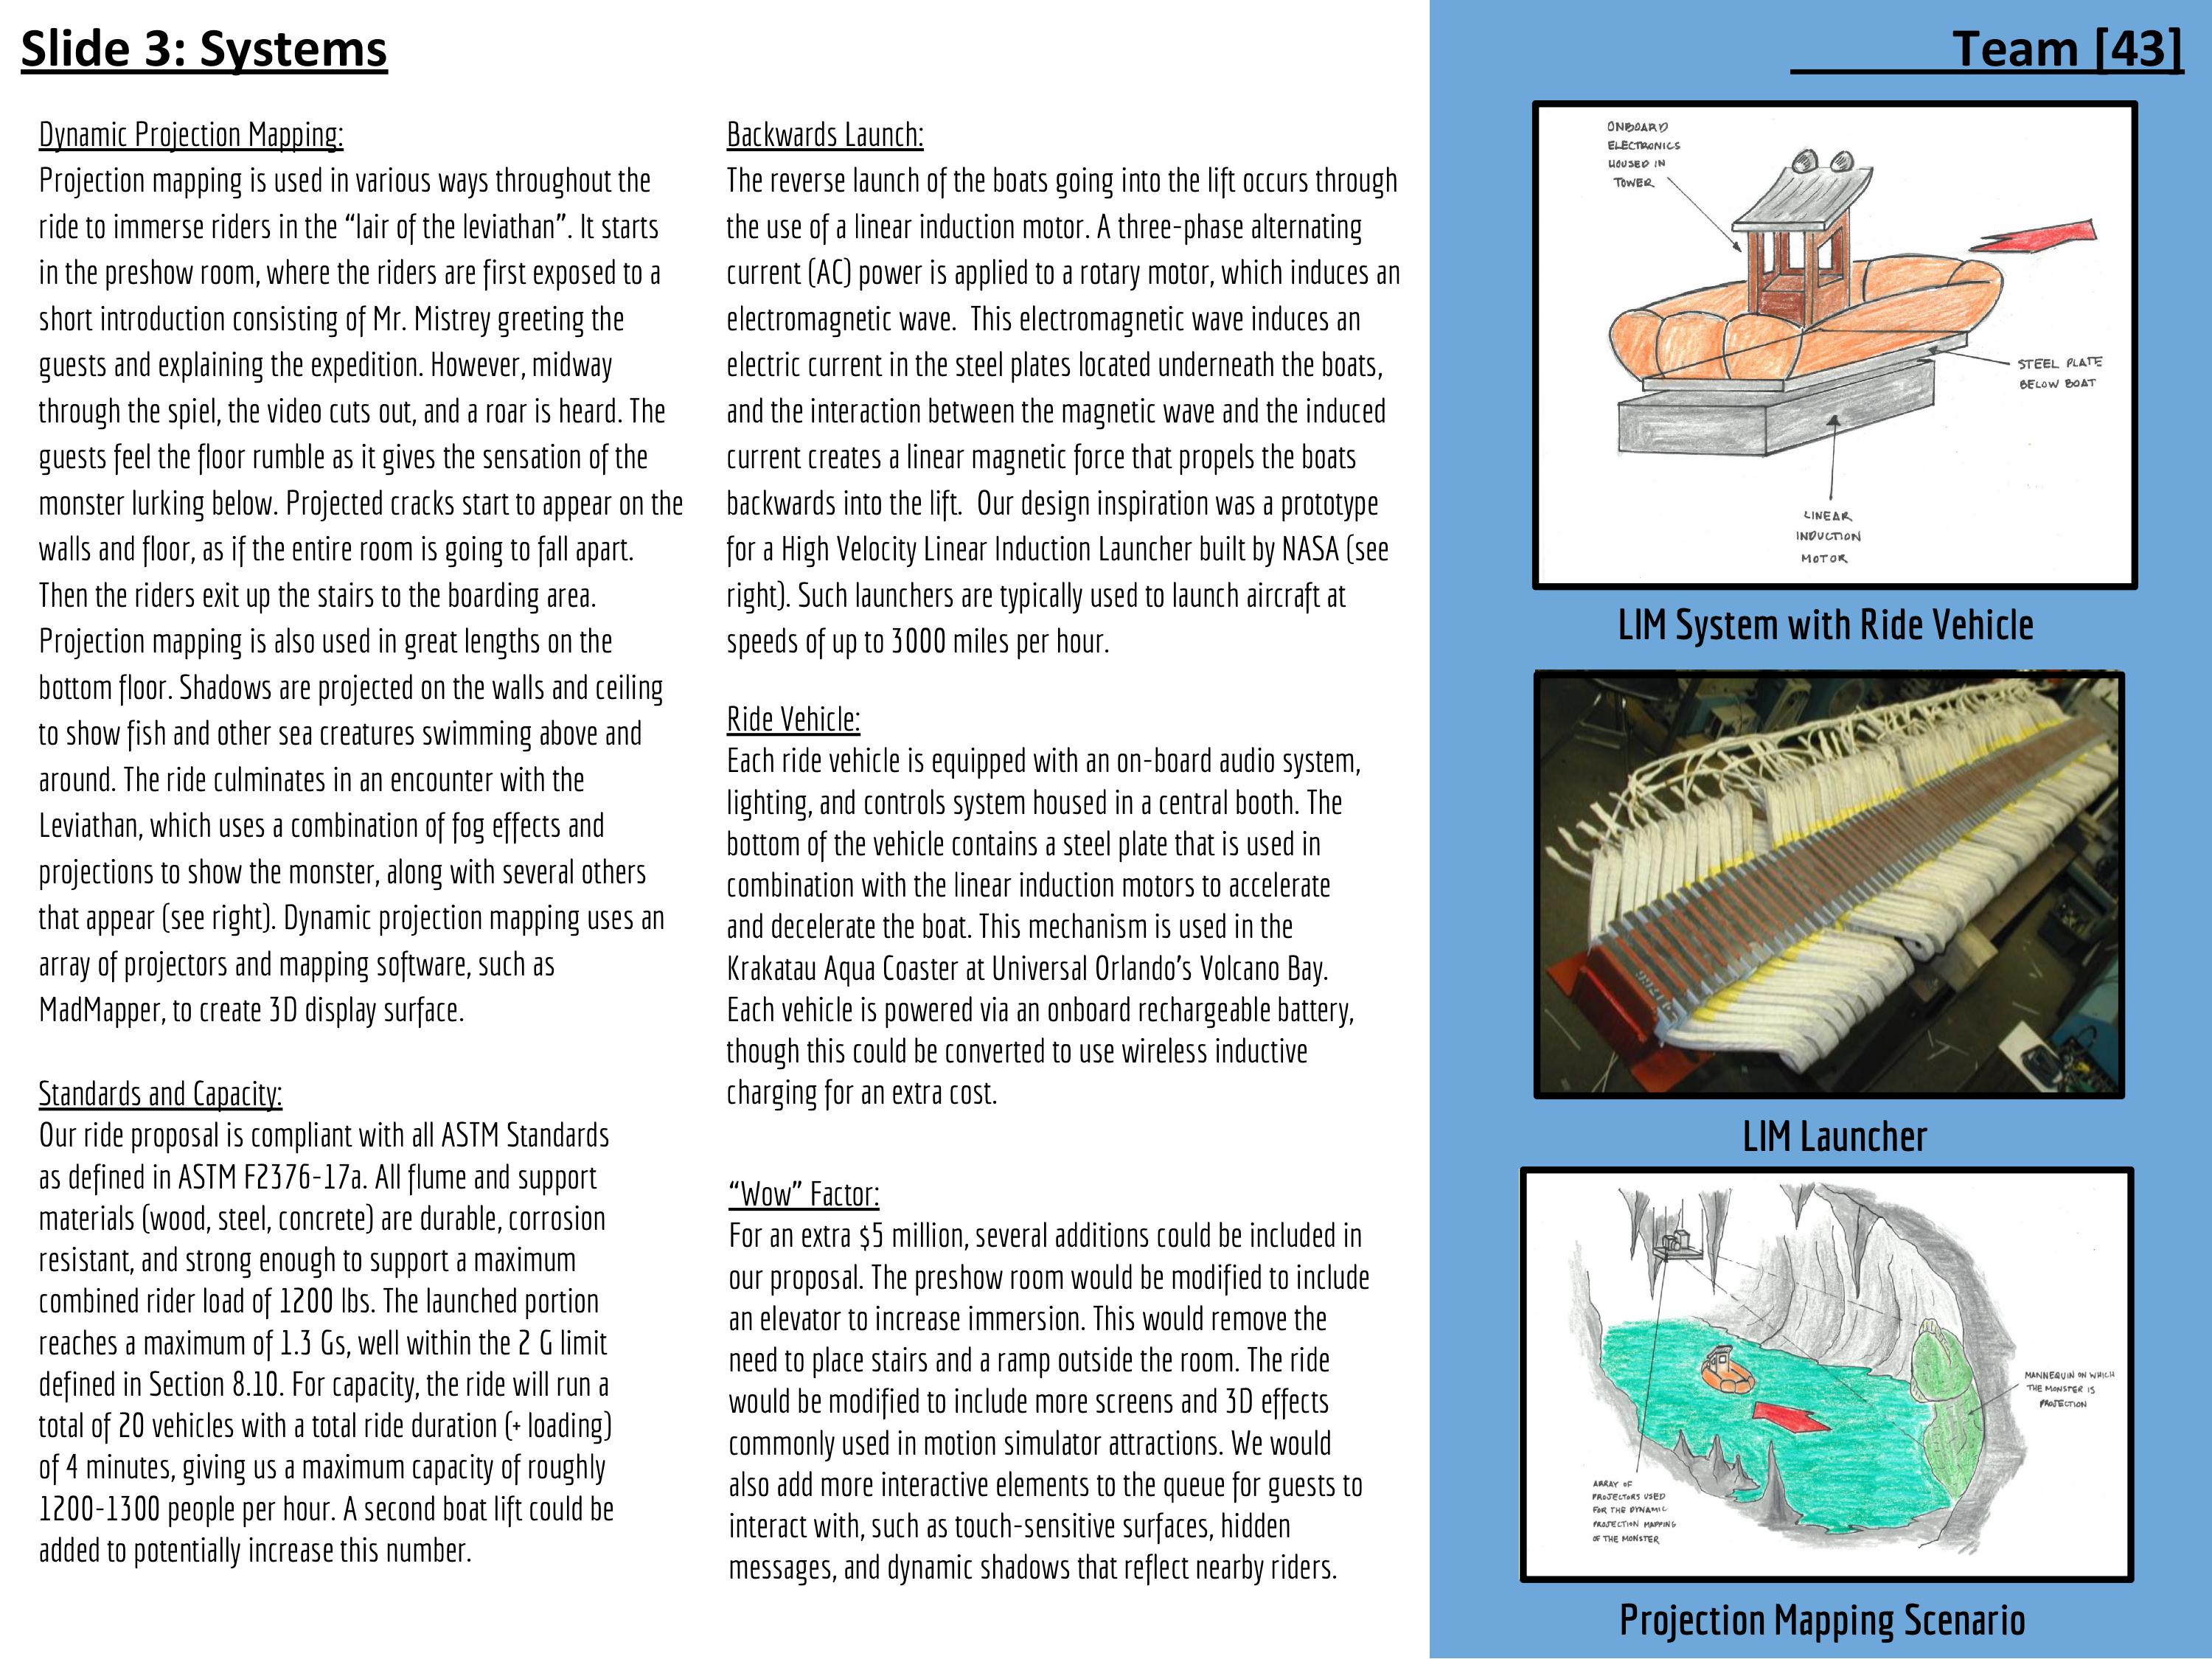 Slide 3: Systems
Team [43]
Dynamic Projection Mapping:
Projection mapping is used in various ways throughout the
ride to immerse riders in the “lair of the leviathan”. It starts
in the preshow room, where the riders are first exposed to a
short introduction consisting of Mr. Mistrey greeting the
guests and explaining the expedition. However, midway
through the spiel, the video cuts out, and a roar is heard. The
guests feel the floor rumble as it gives the sensation of the
monster lurking below. Projected cracks start to appear on the
walls and floor, as if the entire room is going to fall apart.
Then the riders exit up the stairs to the boarding area.
Projection mapping is also used in great lengths on the
bottom floor. Shadows are projected on the walls and ceiling
to show fish and other sea creatures swimming above and
around. The ride culminates in an encounter with the
Leviathan, which uses a combination of fog effects and
projections to show the monster, along with several others
that appear (see right). Dynamic projection mapping uses an
array of projectors and mapping software, such as
MadMapper, to create 3D display surface.
Standards and Capacity:
Our ride proposal is compliant with all ASTM Standards
as defined in ASTM F2376-17a. All flume and support
materials (wood, steel, concrete) are durable, corrosion
resistant, and strong enough to support a maximum
combined rider load of 1200 lbs. The launched portion
reaches a maximum of 1.3 Gs, well within the 2 G limit
defined in Section 8.10. For capacity, the ride will run a
total of 20 vehicles with a total ride duration (+ loading)
of 4 minutes, giving us a maximum capacity of roughly
1200-1300 people per hour. A second boat lift could be
added to potentially increase this number.
Backwards Launch:
The reverse launch of the boats going into the lift occurs through
the use of a linear induction motor. A three-phase alternating
current (AC) power is applied to a rotary motor, which induces an
electromagnetic wave.  This electromagnetic wave induces an
electric current in the steel plates located underneath the boats,
and the interaction between the magnetic wave and the induced
current creates a linear magnetic force that propels the boats
backwards into the lift.  Our design inspiration was a prototype
for a High Velocity Linear Induction Launcher built by NASA (see
right). Such launchers are typically used to launch aircraft at
speeds of up to 3000 miles per hour.
Ride Vehicle:
Each ride vehicle is equipped with an on-board audio system,
lighting, and controls system housed in a central booth. The
bottom of the vehicle contains a steel plate that is used in
combination with the linear induction motors to accelerate
and decelerate the boat. This mechanism is used in the
Krakatau Aqua Coaster at Universal Orlando’s Volcano Bay.
Each vehicle is powered via an onboard rechargeable battery,
though this could be converted to use wireless inductive
charging for an extra cost.
“Wow” Factor:
For an extra $5 million, several additions could be included in
our proposal. The preshow room would be modified to include
an elevator to increase immersion. This would remove the
need to place stairs and a ramp outside the room. The ride
would be modified to include more screens and 3D effects
commonly used in motion simulator attractions. We would
also add more interactive elements to the queue for guests to
interact with, such as touch-sensitive surfaces, hidden
messages, and dynamic shadows that reflect nearby riders.
ONBOARD
ELECTRONICS
HOUSED IN
TOWER
STEEL PLATE
BELOW BOAT
LINEAR
INDUCTION
MOTOR
LIM System with Ride Vehicle
LIM Launcher
MANNEQUIN ON WHICH
THE MONSTER IS
PROJECTION
ARRAY OF
PROJECTORS USED
FOR THE DYNAMIC
PROJECTION MAPPING
OF THE MONSTER
Projection Mapping Scenario